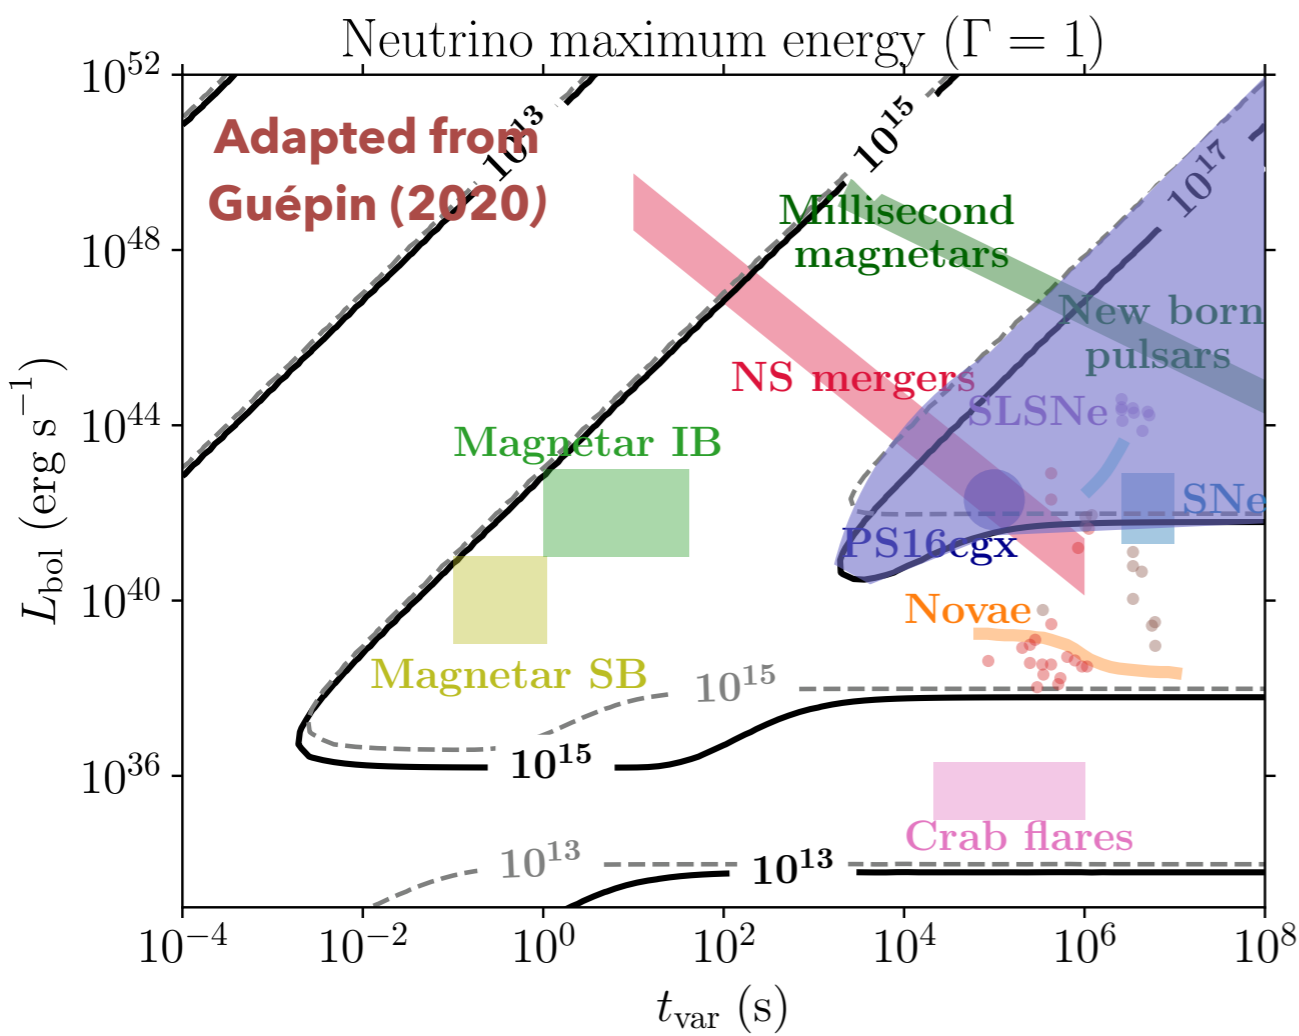 Neutrino maximum energy (Γ = 1)
10^52
10^48
10^44
10^40
10^36
L_bol (erg s^−1)
Adapted from
Guépin (2020)
10^13
10^15
10^17
Millisecond
magnetars
New born
pulsars
NS mergers
SLSNe
Magnetar IB
SNe
PS16cgx
Novae
Magnetar SB
10^15
10^15
Crab flares
10^13
10^13
10^−4
10^−2
10^0
10^2
10^4
10^6
10^8
t_var (s)